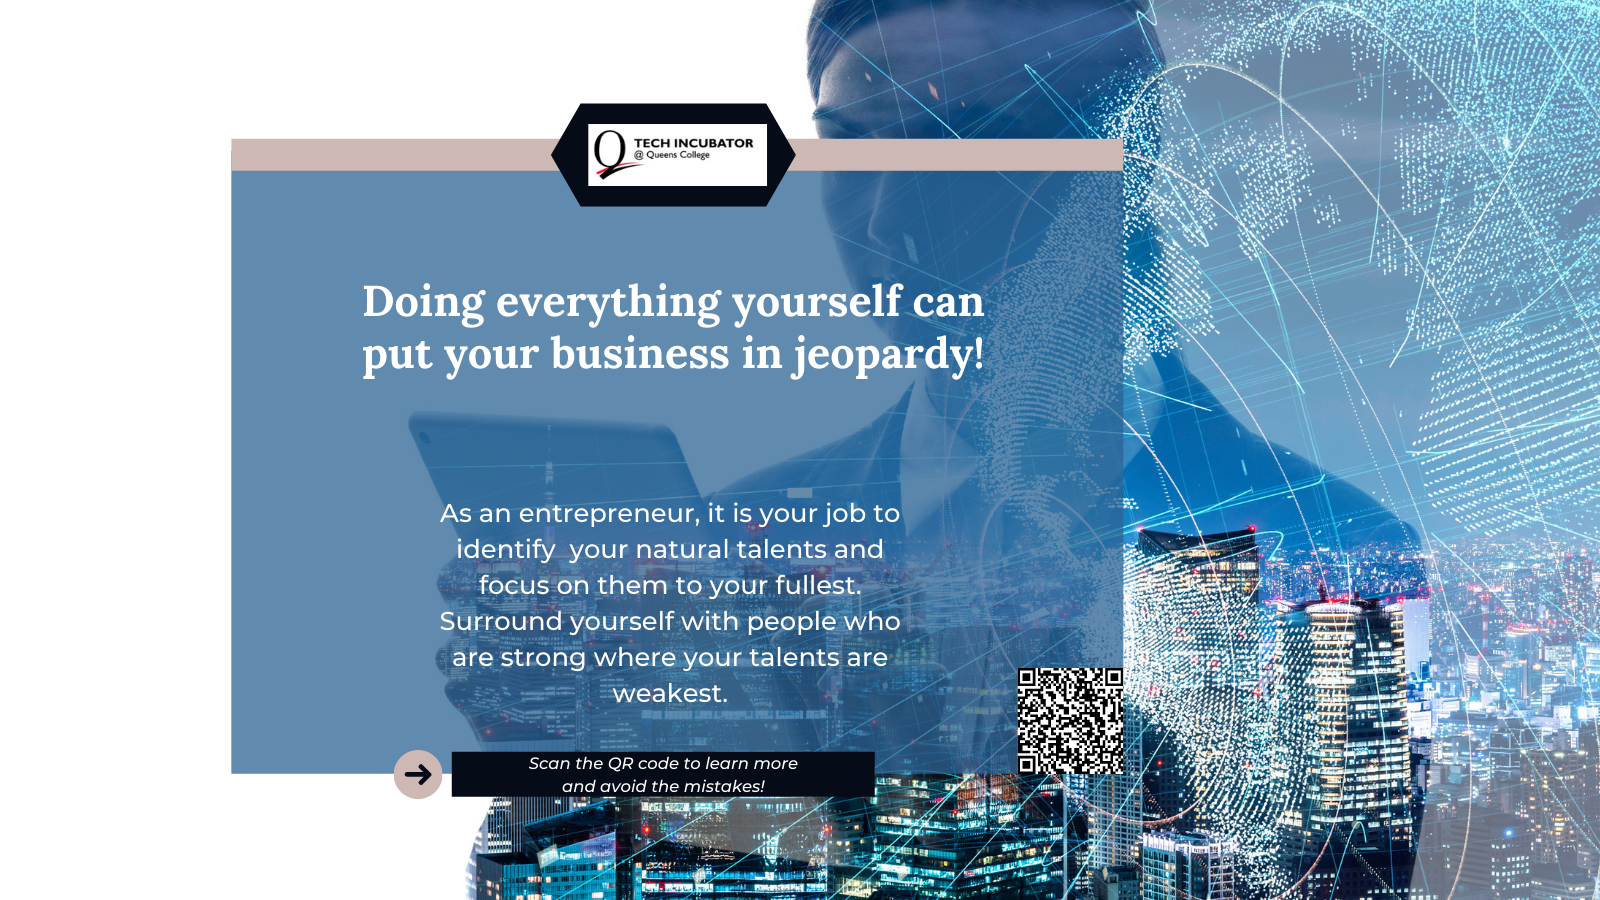 Q TECH INCUBATOR
@ Queens College
Doing everything yourself can
put your business in jeopardy!
As an entrepreneur, it is your job to
identify  your natural talents and
focus on them to your fullest.
Surround yourself with people who
are strong where your talents are
weakest.
Scan the QR code to learn more
and avoid the mistakes!